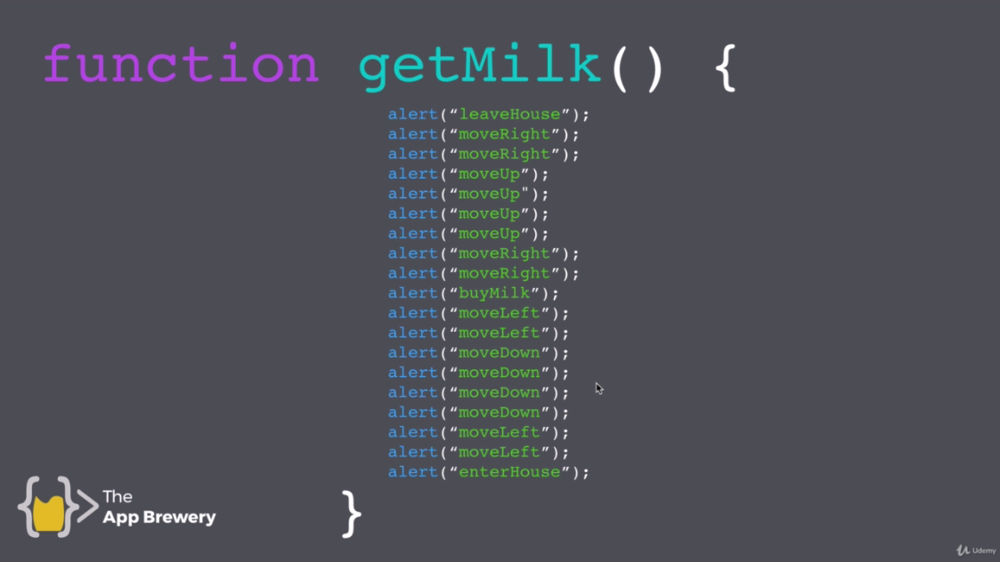 function getMilk() {
alert(“leaveHouse”);
alert(“moveRight”);
alert(“moveRight”);
alert(“moveUp”);
alert(“moveUp");
alert(“moveUp”);
alert(“moveUp”);
alert(“moveRight”);
alert(“moveRight”);
alert(“buyMilk”);
alert(“moveLeft”);
alert(“moveLeft”);
alert(“moveDown”);
alert(“moveDown”);
alert(“moveDown”);
alert(“moveDown”);
alert(“moveLeft”);
alert(“moveLeft”);
alert(“enterHouse”);
}
The
App Brewery
Udemy